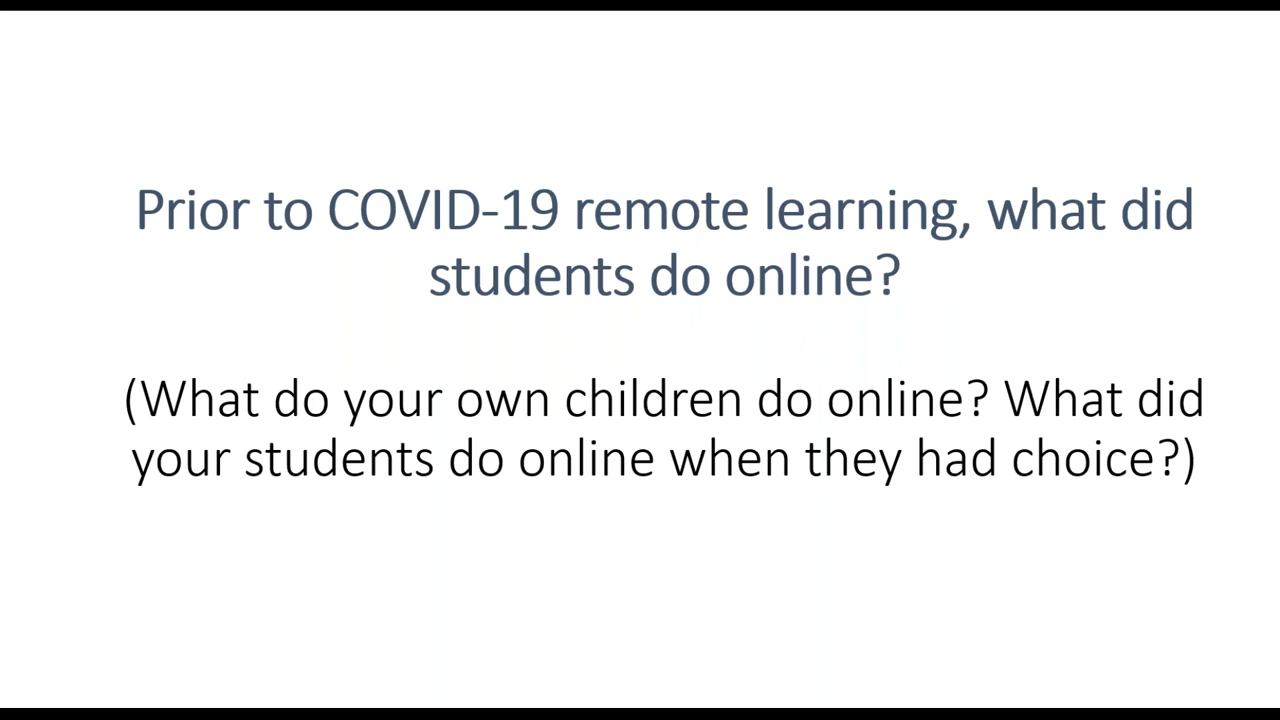 Prior to COVID-19 remote learning, what did
students do online?
(What do your own children do online? What did
your students do online when they had choice?)